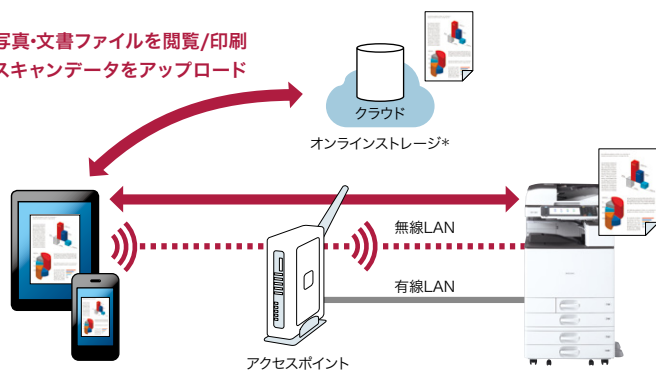 写真・文書ファイルを閲覧/印刷
スキャンデータをアップロード
クラウド
オンラインストレージ*
無線LAN
有線LAN
アクセスポイント